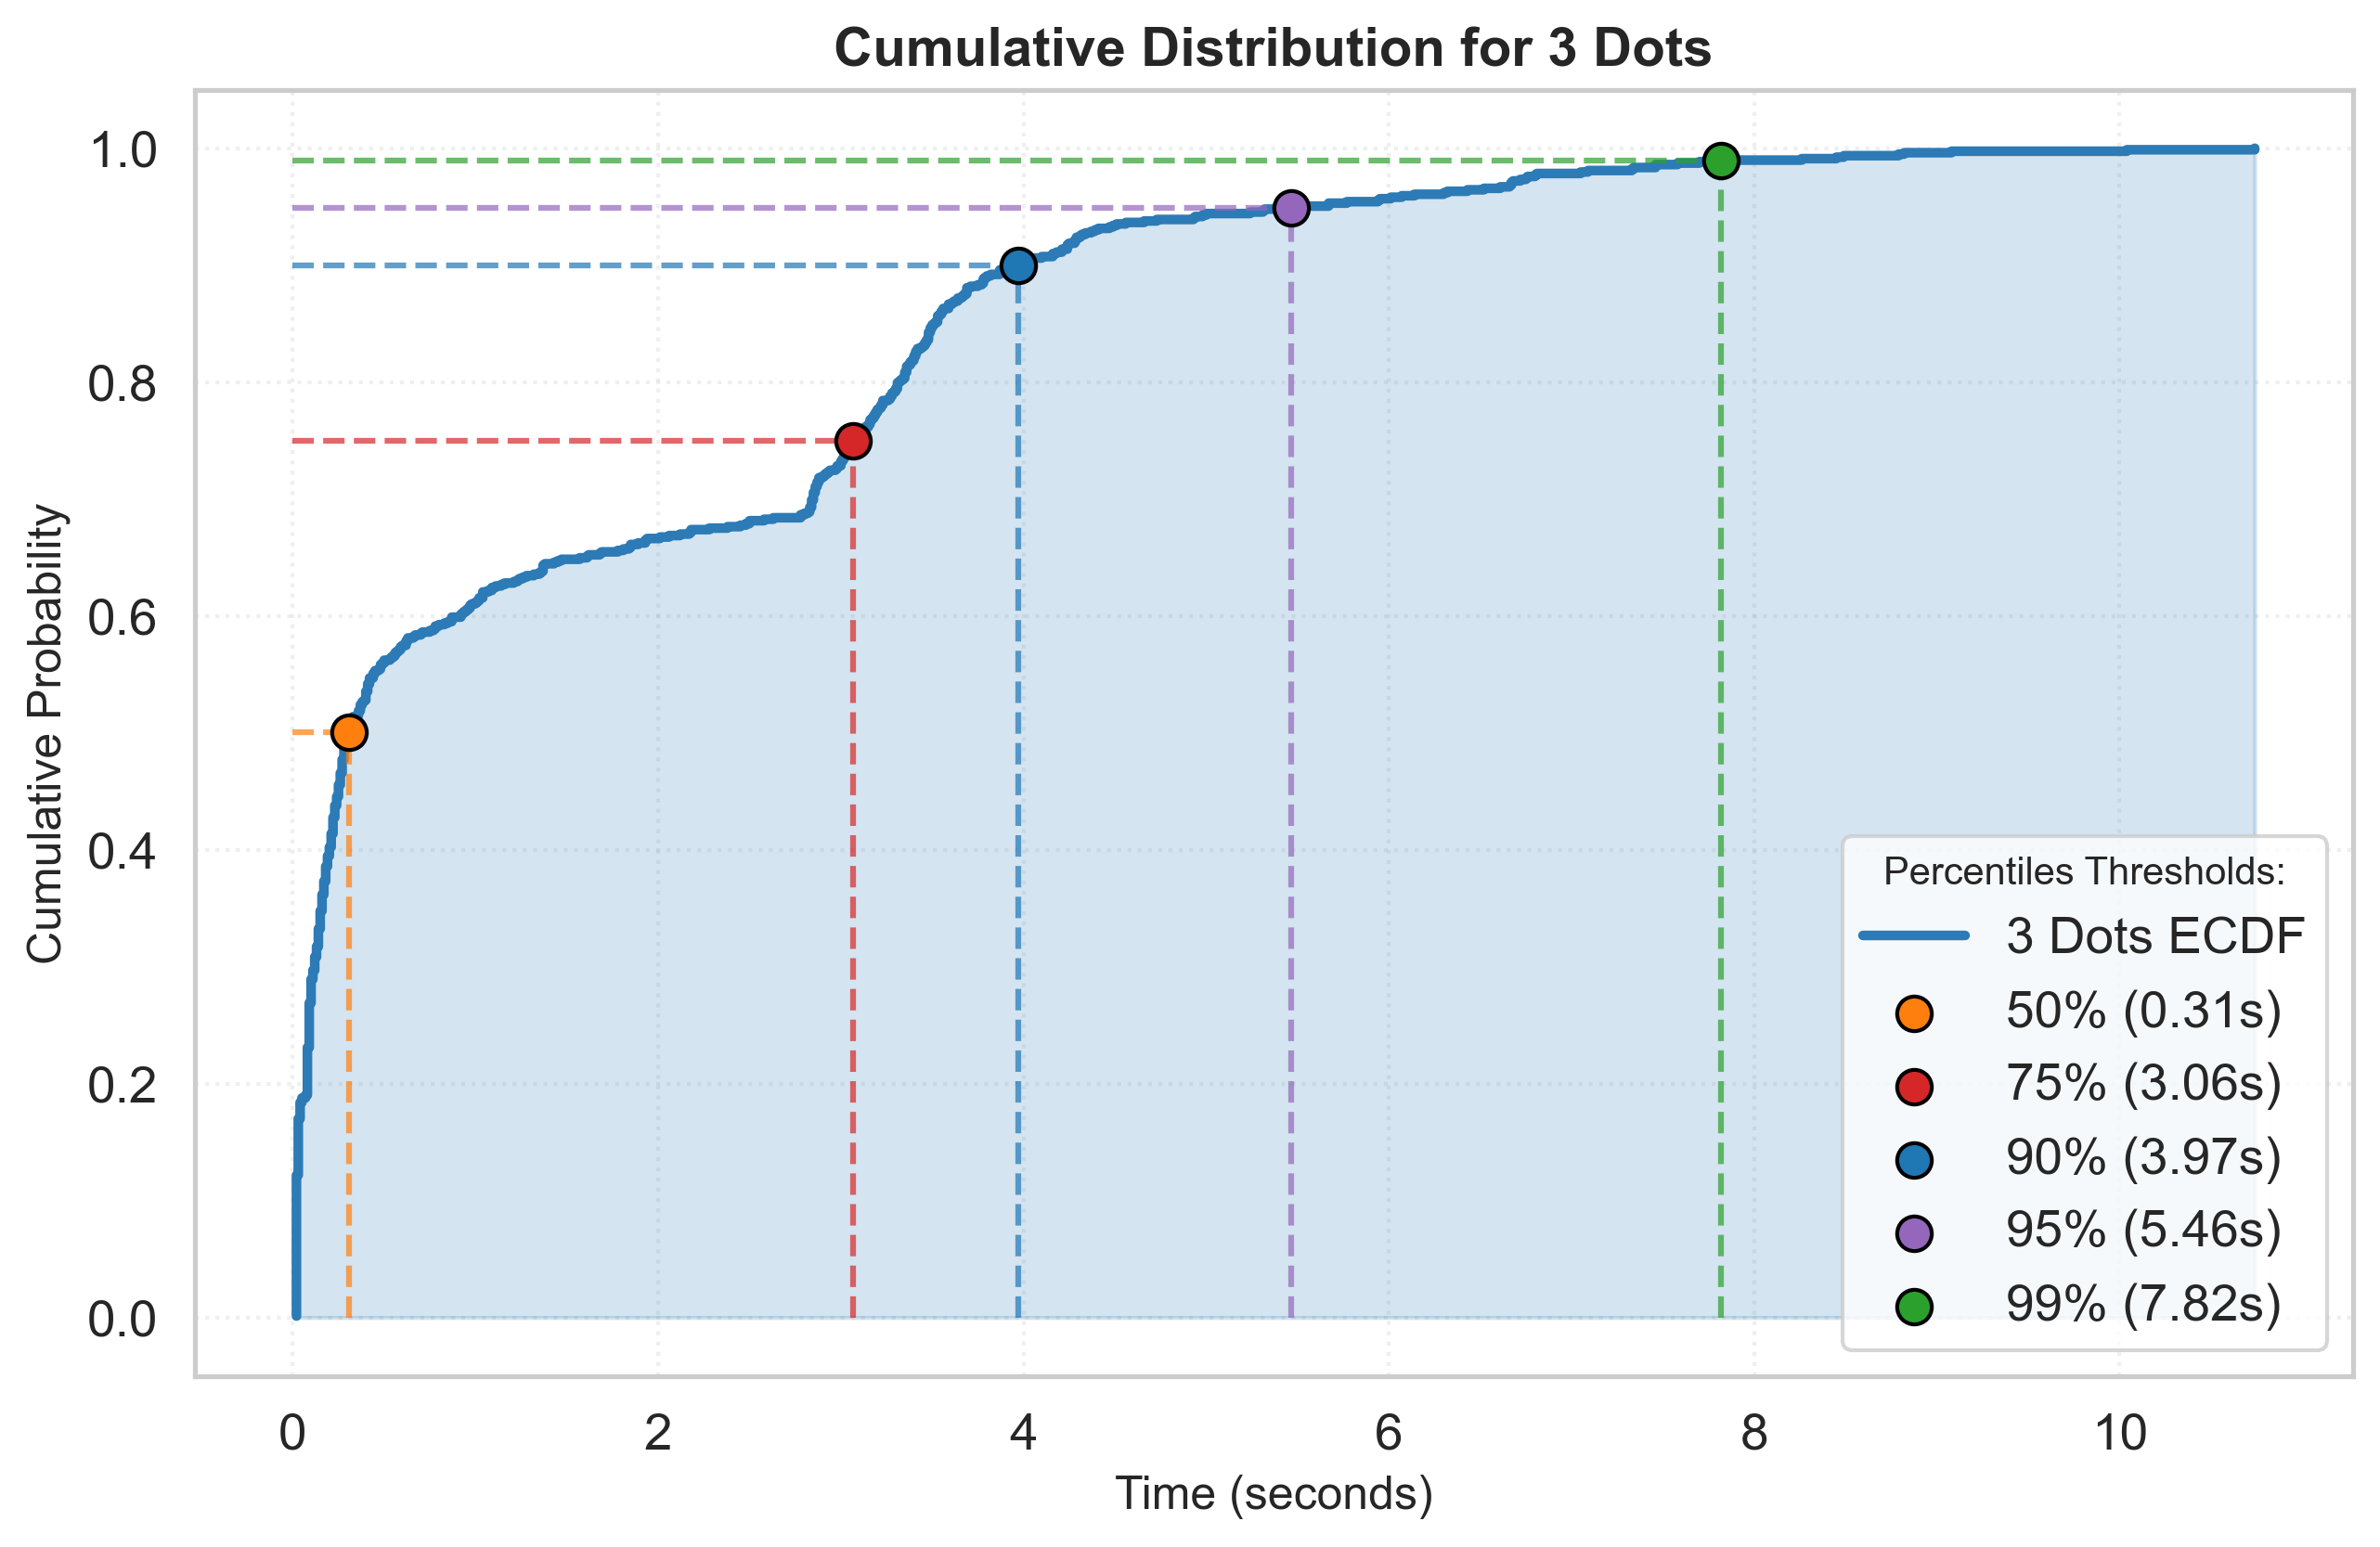 Cumulative Distribution for 3 Dots
Cumulative Probability
1.0
0.8
0.6
0.4
0.2
0.0
0 2 4 6 8 10
Time (seconds)
Percentiles Thresholds:
3 Dots ECDF
50% (0.31s)
75% (3.06s)
90% (3.97s)
95% (5.46s)
99% (7.82s)